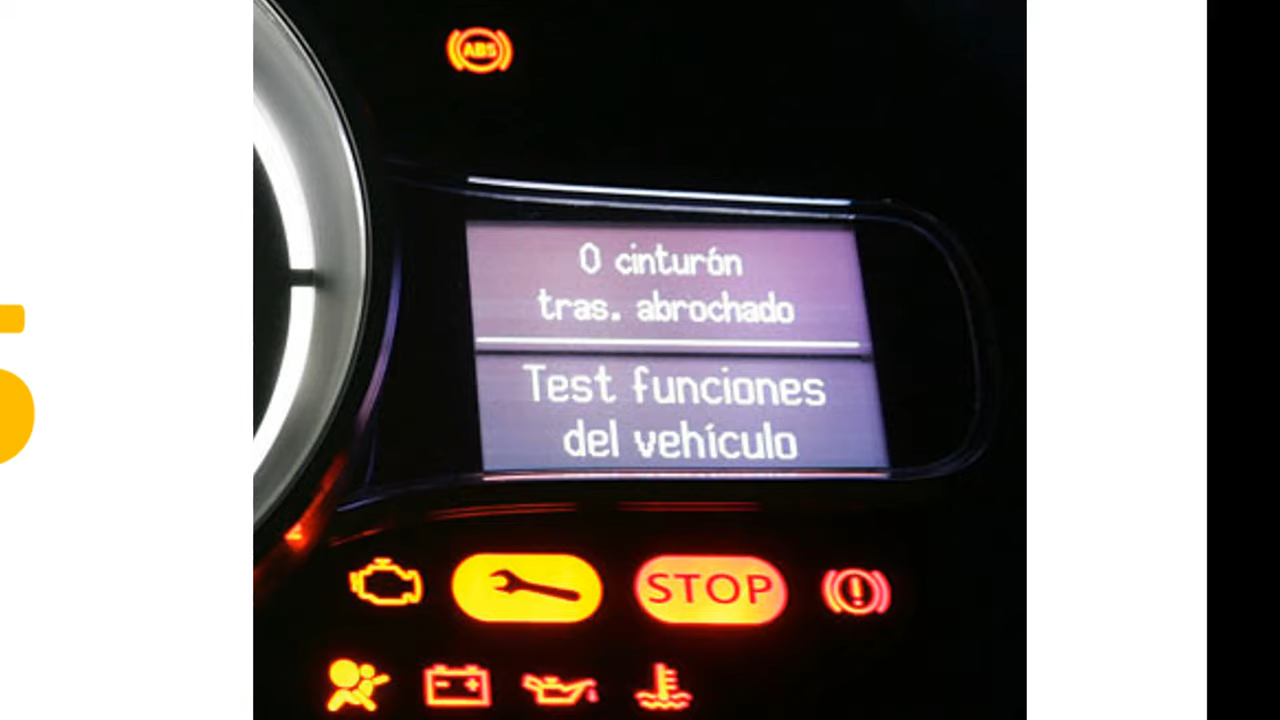 ABS
0 cinturón
tras. abrochado
Test funciones
del vehículo
STOP